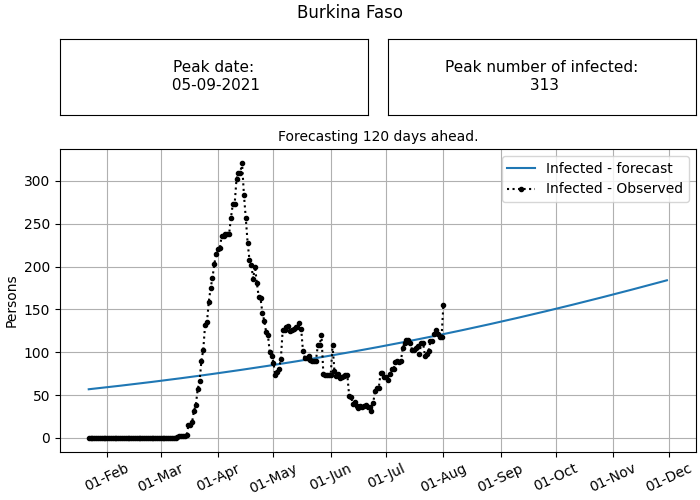 Burkina Faso
Peak date:
05-09-2021
Peak number of infected:
313
Forecasting 120 days ahead.
Infected - forecast
Infected - Observed
Persons
300
250
200
150
100
50
0
01-Feb
01-Mar
01-Apr
01-May
01-Jun
01-Jul
01-Aug
01-Sep
01-Oct
01-Nov
01-Dec